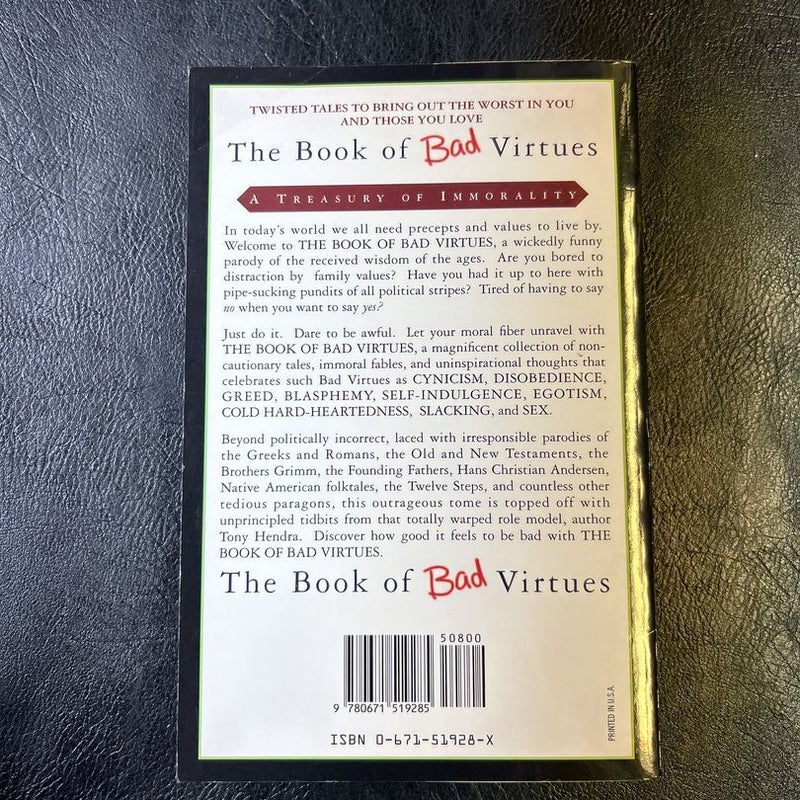 TWISTED TALES TO BRING OUT THE WORST IN YOU
AND THOSE YOU LOVE
The Book of Bad Virtues
A TREASURY OF IMMORALITY
In today's world we all need precepts and values to live by.
Welcome to THE BOOK OF BAD VIRTUES, a wickedly funny
parody of the received wisdom of the ages. Are you bored to
distraction by family values? Have you had it up to here with
pipe-sucking pundits of all political stripes? Tired of having to say
no when you want to say yes?
Just do it. Dare to be awful. Let your moral fiber unravel with
THE BOOK OF BAD VIRTUES, a magnificent collection of non-
cautionary tales, immoral fables, and uninspirational thoughts that
celebrates such Bad Virtues as CYNICISM, DISOBEDIENCE,
GREED, BLASPHEMY, SELF-INDULGENCE, EGOTISM,
COLD HARD-HEARTEDNESS, SLACKING, and SEX.
Beyond politically incorrect, laced with irresponsible parodies of
the Greeks and Romans, the Old and New Testaments, the
Brothers Grimm, the Founding Fathers, Hans Christian Andersen,
Native American folktales, the Twelve Steps, and countless other
tedious paragons, this outrageous tome is topped off with
unprincipled tidbits from that totally warped role model, author
Tony Hendra. Discover how good it feels to be bad with THE
BOOK OF BAD VIRTUES.
The Book of Bad Virtues
50800
9 780671 519285
ISBN 0-671-51928-X
PRINTED IN U.S.A.